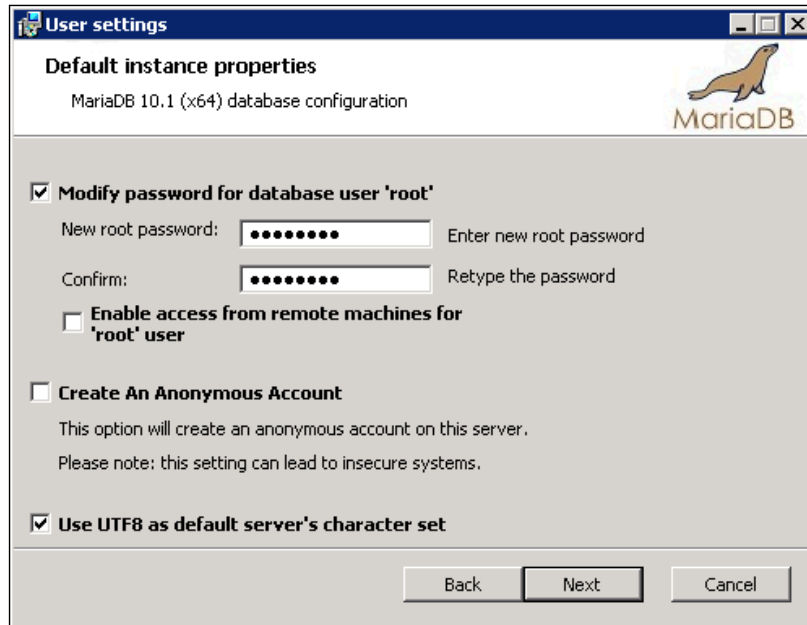 User settings
Default instance properties
MariaDB 10.1 (x64) database configuration
MariaDB
Modify password for database user 'root'
New root password: ●●●●●●●● Enter new root password
Confirm: ●●●●●●●● Retype the password
Enable access from remote machines for
'root' user
Create An Anonymous Account
This option will create an anonymous account on this server.
Please note: this setting can lead to insecure systems.
Use UTF8 as default server's character set
Back Next Cancel